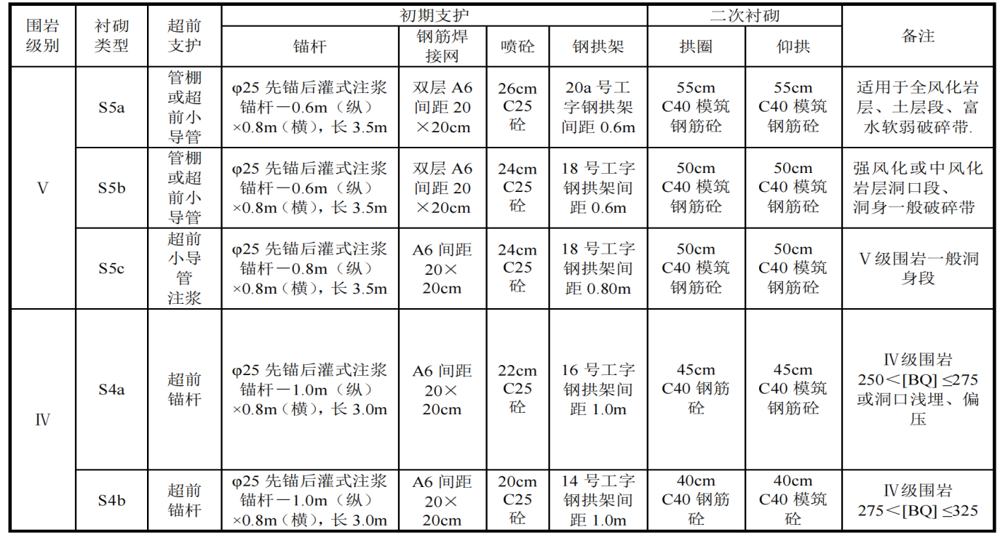 围岩
级别
衬砌
类型
超前
支护
初期支护
锚杆
钢筋焊
接网
喷砼
钢拱架
二次衬砌
拱圈
仰拱
备注
Ⅴ
S5a
管棚
或超
前小
导管
φ25 先锚后灌式注浆
锚杆－0.6m（纵）
×0.8m（横），长 3.5m
双层 A6
间距 20
×20cm
26cm
C25
砼
20a 号工
字钢拱架
间距 0.6m
55cm
C40 模筑
钢筋砼
55cm
C40 模筑
钢筋砼
适用于全风化岩
层、土层段、富
水软弱破碎带.
S5b
管棚
或超
前小
导管
φ25 先锚后灌式注浆
锚杆－0.6m（纵）
×0.8m（横），长 3.5m
双层 A6
间距 20
×20cm
24cm
C25
砼
18 号工字
钢拱架间
距 0.6m
50cm
C40 模筑
钢筋砼
50cm
C40 模筑
钢筋砼
强风化或中风化
岩层洞口段、
洞身一般破碎带
S5c
超前
小导
管
注浆
φ25 先锚后灌式注浆
锚杆－0.8m（纵）
×0.8m（横），长 3.5m
A6 间距
20×
20cm
24cm
C25
砼
18 号工字
钢拱架间
距 0.80m
50cm
C40 模筑
钢筋砼
50cm
C40 模筑
钢筋砼
Ⅴ级围岩一般洞
身段
Ⅳ
S4a
超前
锚杆
φ25 先锚后灌式注浆
锚杆－1.0m（纵）
×0.8m（横），长 3.0m
A6 间距
20×
20cm
22cm
C25
砼
16 号工字
钢拱架间
距 1.0m
45cm
C40 钢筋
砼
45cm
C40 模筑
钢筋砼
Ⅳ级围岩
250＜[BQ] ≤275
或洞口浅埋、偏
压
S4b
超前
锚杆
φ25 先锚后灌式注浆
锚杆－1.0m（纵）
×0.8m（横），长 3.0m
A6 间距
20×
20cm
20cm
C25
砼
14 号工字
钢拱架间
距 1.0m
40cm
C40 钢筋
砼
40cm
C40 模筑
砼
Ⅳ级围岩
275＜[BQ] ≤325